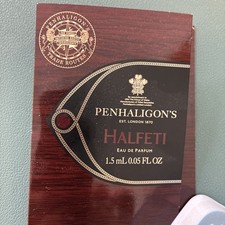 PENHALIGON'S
TRADE ROUTES
PENHALIGON'S
EST. LONDON 1870
HALFETI
EAU DE PARFUM
1.5 mL 0.05 FL OZ